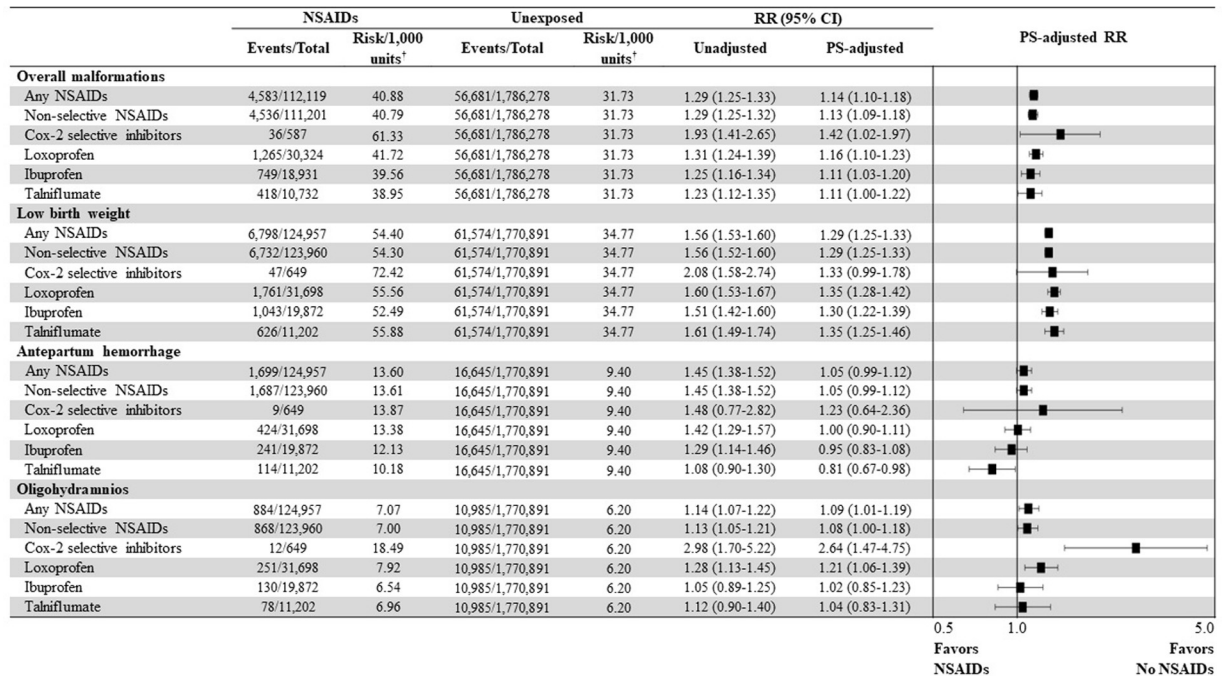 NSAIDs Unexposed RR (95% CI)
Events/Total Risk/1,000 units† Events/Total Risk/1,000 units† Unadjusted PS-adjusted PS-adjusted RR
Overall malformations
Any NSAIDs 4,583/112,119 40.88 56,681/1,786,278 31.73 1.29 (1.25-1.33) 1.14 (1.10-1.18)
Non-selective NSAIDs 4,536/111,201 40.79 56,681/1,786,278 31.73 1.29 (1.25-1.32) 1.13 (1.09-1.18)
Cox-2 selective inhibitors 36/587 61.33 56,681/1,786,278 31.73 1.93 (1.41-2.65) 1.42 (1.02-1.97)
Loxoprofen 1,265/30,324 41.72 56,681/1,786,278 31.73 1.31 (1.24-1.39) 1.16 (1.10-1.23)
Ibuprofen 749/18,931 39.56 56,681/1,786,278 31.73 1.25 (1.16-1.34) 1.11 (1.03-1.20)
Talniflumate 418/10,732 38.95 56,681/1,786,278 31.73 1.23 (1.12-1.35) 1.11 (1.00-1.22)
Low birth weight
Any NSAIDs 6,798/124,957 54.40 61,574/1,770,891 34.77 1.56 (1.53-1.60) 1.29 (1.25-1.33)
Non-selective NSAIDs 6,732/123,960 54.30 61,574/1,770,891 34.77 1.56 (1.52-1.60) 1.29 (1.25-1.33)
Cox-2 selective inhibitors 47/649 72.42 61,574/1,770,891 34.77 2.08 (1.58-2.74) 1.33 (0.99-1.78)
Loxoprofen 1,761/31,698 55.56 61,574/1,770,891 34.77 1.60 (1.53-1.67) 1.35 (1.28-1.42)
Ibuprofen 1,043/19,872 52.49 61,574/1,770,891 34.77 1.51 (1.42-1.60) 1.30 (1.22-1.39)
Talniflumate 626/11,202 55.88 61,574/1,770,891 34.77 1.61 (1.49-1.74) 1.35 (1.25-1.46)
Antepartum hemorrhage
Any NSAIDs 1,699/124,957 13.60 16,645/1,770,891 9.40 1.45 (1.38-1.52) 1.05 (0.99-1.12)
Non-selective NSAIDs 1,687/123,960 13.61 16,645/1,770,891 9.40 1.45 (1.38-1.52) 1.05 (0.99-1.12)
Cox-2 selective inhibitors 9/649 13.87 16,645/1,770,891 9.40 1.48 (0.77-2.82) 1.23 (0.64-2.36)
Loxoprofen 424/31,698 13.38 16,645/1,770,891 9.40 1.42 (1.29-1.57) 1.00 (0.90-1.11)
Ibuprofen 241/19,872 12.13 16,645/1,770,891 9.40 1.29 (1.14-1.46) 0.95 (0.83-1.08)
Talniflumate 114/11,202 10.18 16,645/1,770,891 9.40 1.08 (0.90-1.30) 0.81 (0.67-0.98)
Oligohydramnios
Any NSAIDs 884/124,957 7.07 10,985/1,770,891 6.20 1.14 (1.07-1.22) 1.09 (1.01-1.19)
Non-selective NSAIDs 868/123,960 7.00 10,985/1,770,891 6.20 1.13 (1.05-1.21) 1.08 (1.00-1.18)
Cox-2 selective inhibitors 12/649 18.49 10,985/1,770,891 6.20 2.98 (1.70-5.22) 2.64 (1.47-4.75)
Loxoprofen 251/31,698 7.92 10,985/1,770,891 6.20 1.28 (1.13-1.45) 1.21 (1.06-1.39)
Ibuprofen 130/19,872 6.54 10,985/1,770,891 6.20 1.05 (0.89-1.25) 1.02 (0.85-1.23)
Talniflumate 78/11,202 6.96 10,985/1,770,891 6.20 1.12 (0.90-1.40) 1.04 (0.83-1.31)
0.5 1.0 5.0
Favors Favors
NSAIDs No NSAIDs